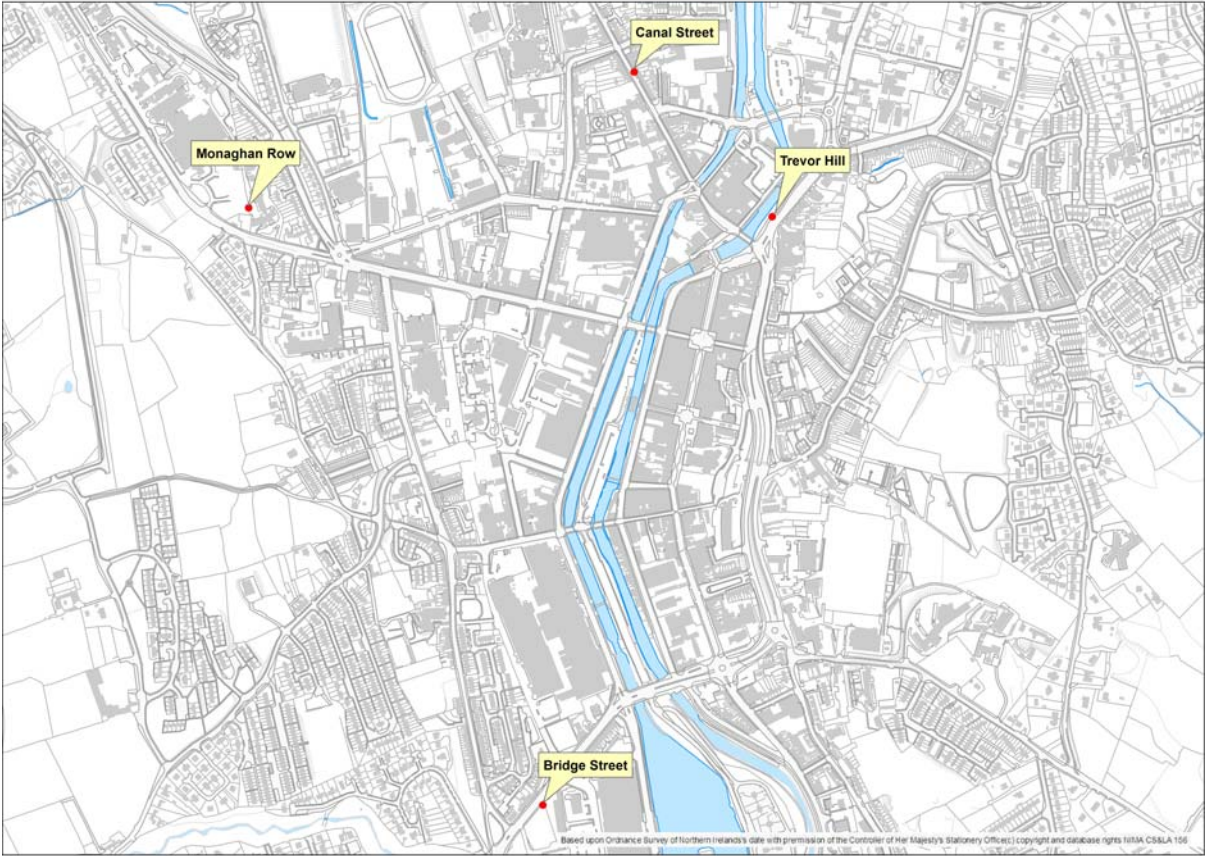 Canal Street
Monaghan Row
Trevor Hill
Bridge Street
Based upon Ordnance Survey of Northern Ireland's date with permission of the Controller of Her Majesty's Stationery Office(c) copyright and database rights NIMA CS&LA 156